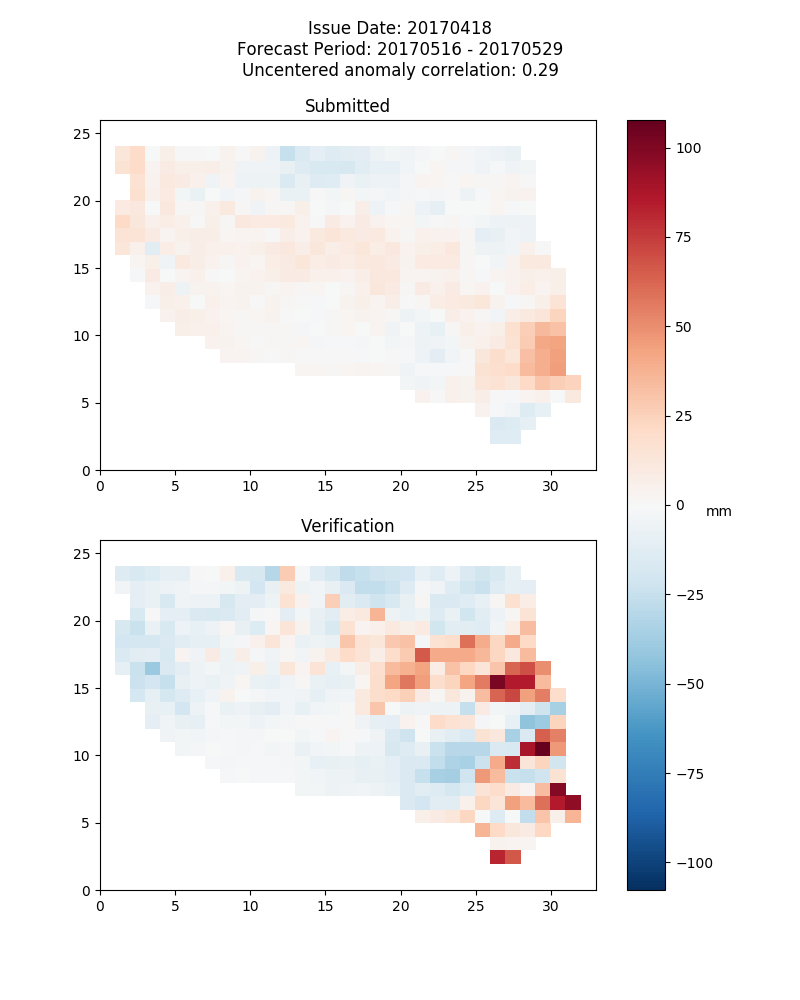 Issue Date: 20170418
Forecast Period: 20170516 - 20170529
Uncentered anomaly correlation: 0.29
Submitted
25
20
15
10
5
0
0 5 10 15 20 25 30
Verification
25
20
15
10
5
0
0 5 10 15 20 25 30
100
75
50
25
0
−25
−50
−75
−100
mm